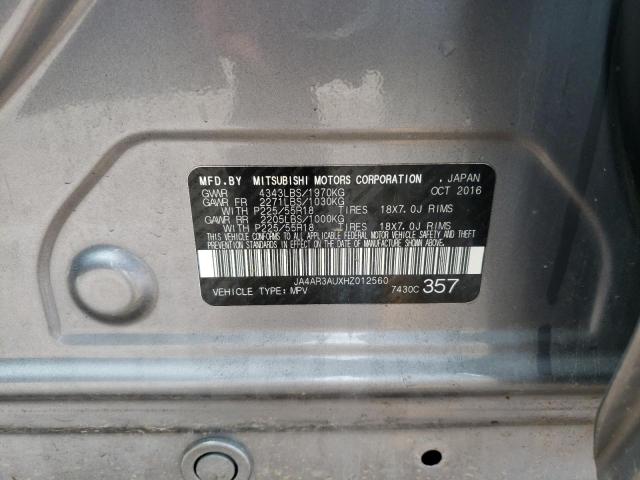 MFD.BY MITSUBISHI MOTORS CORPORATION , JAPAN
GVWR 4343LBS/1970KG OCT 2016
GAWR FR 2271LBS/1030KG
WITH P225/55R18 TIRES 18X7.0J RIMS
GAWR RR 2205LBS/1000KG
WITH P225/55R18 TIRES 18X7.0J RIMS
THIS VEHICLE CONFORMS TO ALL APPLICABLE FEDERAL MOTOR VEHICLE
SAFETY, BUMPER, AND THEFT PREVENTION STANDARDS IN EFFECT ON THE
DATE OF MANUFACTURE SHOWN ABOVE.
JA4AR3AUXHZ012560
VEHICLE TYPE:MPV 7430C 357